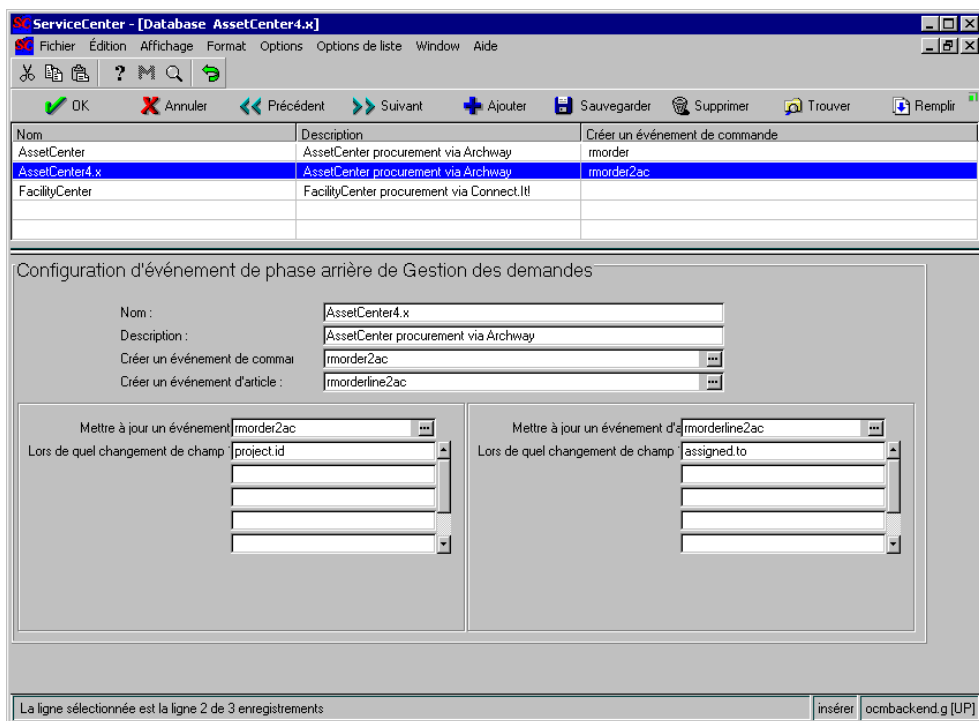 ServiceCenter - [Database AssetCenter4.x]
Fichier Édition Affichage Format Options Options de liste Window Aide
OK Annuler Précédent Suivant Ajouter Sauvegarder Supprimer Trouver Remplir
Nom Description Créer un événement de commande
AssetCenter AssetCenter procurement via Archway rmorder
AssetCenter4.x AssetCenter procurement via Archway rmorder2ac
FacilityCenter FacilityCenter procurement via Connect.It!
Configuration d'événement de phase arrière de Gestion des demandes
Nom : AssetCenter4.x
Description : AssetCenter procurement via Archway
Créer un événement de commar rmorder2ac
Créer un événement d'article : rmorderline2ac
Mettre à jour un événement rmorder2ac
Lors de quel changement de champ ? project.id
Mettre à jour un événement d'a rmorderline2ac
Lors de quel changement de champ ? assigned.to
La ligne sélectionnée est la ligne 2 de 3 enregistrements insérer ocmbackend.g [UP]